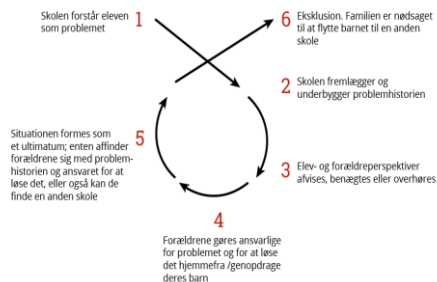 Skolen forstår eleven
som problemet
1
6
Eksklusion. Familien er nødsaget
til at flytte barnet til en anden
skole
2
Skolen fremlægger og
underbygger problemhistorien
3
Elev- og forældreperspektiver
afvises, benægtes eller overhøres
4
Forældrene gøres ansvarlige
for problemet og for at løse
det hjemmefra /genopdrage
deres barn
5
Situationen formes som
et ultimatum; enten affinder
forældrene sig med problem-
historien og ansvaret for at
løse det, eller også kan de
finde en anden skole